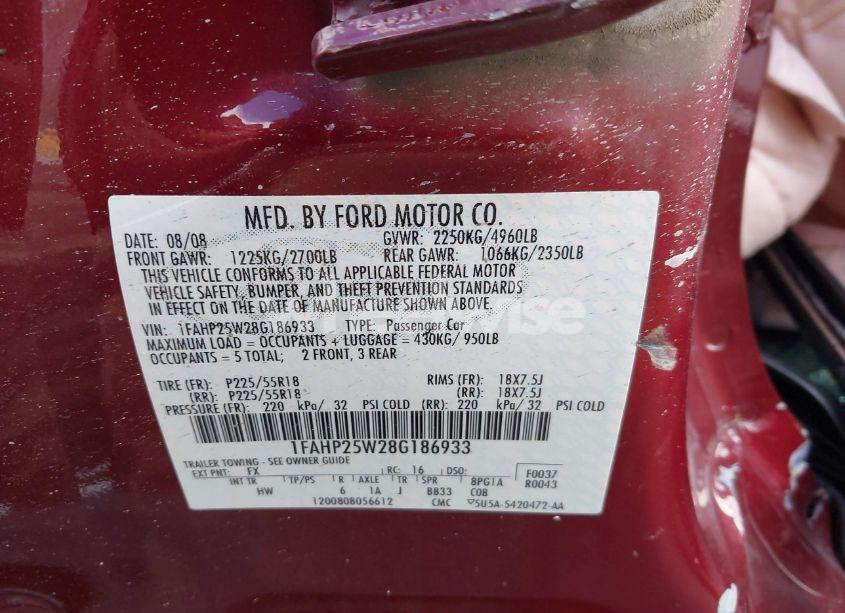 MFD. BY FORD MOTOR CO.
DATE: 08/08 GVWR: 2250KG/4960LB
FRONT GAWR: 1225KG/2700LB REAR GAWR: 1066KG/2350LB
THIS VEHICLE CONFORMS TO ALL APPLICABLE FEDERAL MOTOR
VEHICLE SAFETY, BUMPER, AND THEFT PREVENTION STANDARDS
IN EFFECT ON THE DATE OF MANUFACTURE SHOWN ABOVE.
VIN: 1FAHP25W28G186933 TYPE: Passenger Car
MAXIMUM LOAD = OCCUPANTS + LUGGAGE = 430KG/ 950LB
OCCUPANTS = 5 TOTAL; 2 FRONT, 3 REAR
TIRE (FR): P225/55R18 RIMS (FR): 18X7.5J
(RR): P225/55R18 (RR): 18X7.5J
PRESSURE (FR): 220 kPa/ 32 PSI COLD (RR): 220 kPa/ 32 PSI COLD
1FAHP25W28G186933
TRAILER TOWING - SEE OWNER GUIDE
EXT PNT: FX RC: 16 DSO: F0037
INT TR TP/PS R AXLE TR SPR 8PG1A R0043
HW 6 1A J BB33 COB
1200808056612 CMC 5U5A-5420472-AA